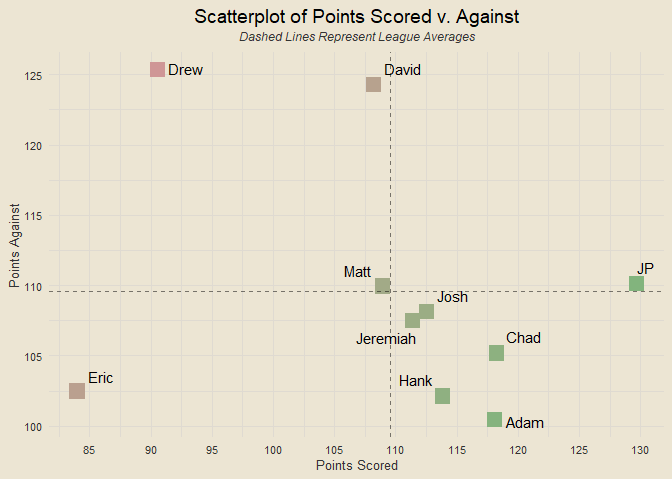 Scatterplot of Points Scored v. Against
Dashed Lines Represent League Averages
Points Against
125
120
115
110
105
100
Drew
David
JP
Matt
Josh
Jeremiah
Chad
Eric
Hank
Adam
85
90
95
100
105
110
115
120
125
130
Points Scored